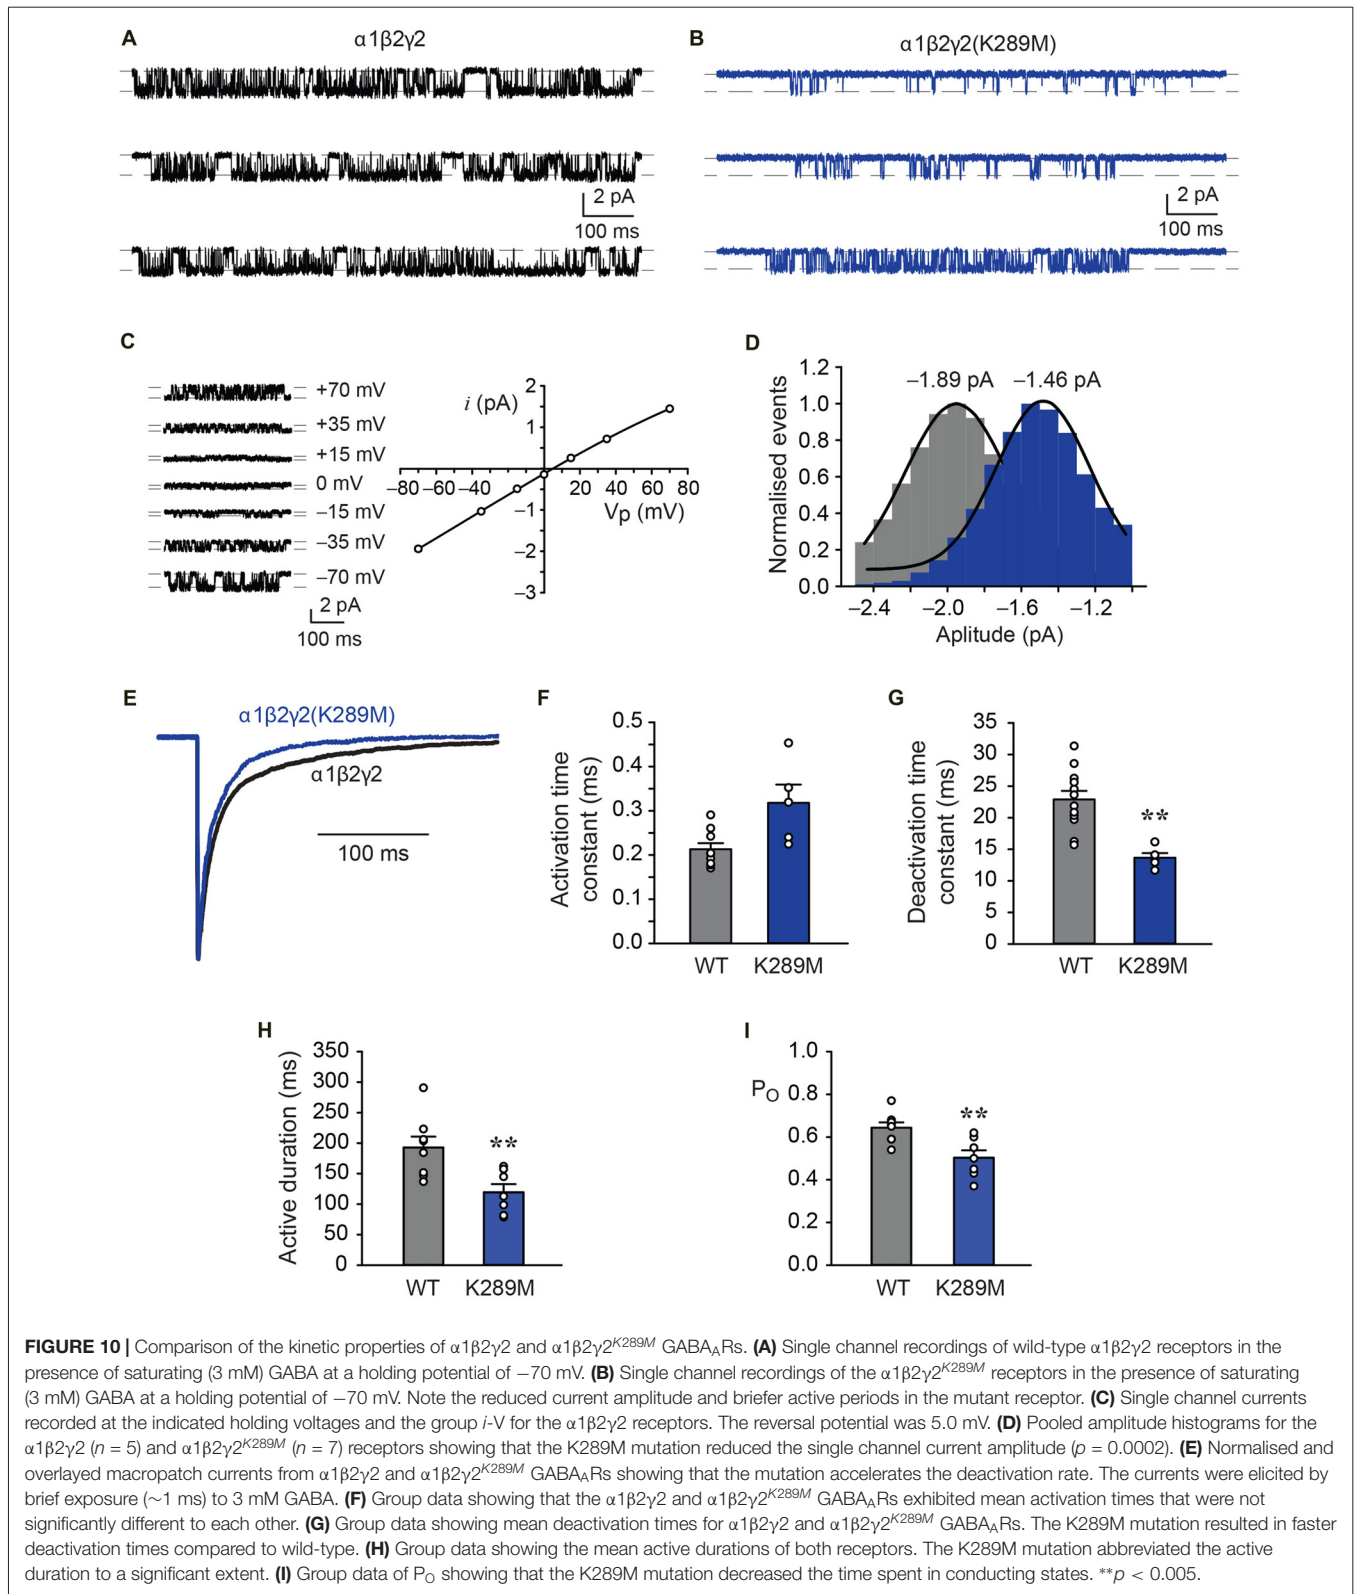 A
α1β2γ2
2 pA
100 ms
B
α1β2γ2(K289M)
2 pA
100 ms
C
+70 mV
+35 mV
+15 mV
0 mV
−15 mV
−35 mV
−70 mV
2 pA
100 ms
i (pA)
2
1
−1
−2
−3
−80 −60 −40 20 40 60 80
Vp (mV)
D
−1.89 pA −1.46 pA
Normalised events
1.2
1.0
0.8
0.6
0.4
0.2
0.0
−2.4 −2.0 −1.6 −1.2
Aplitude (pA)
E
α1β2γ2(K289M)
α1β2γ2
100 ms
F
Activation time
constant (ms)
0.5
0.4
0.3
0.2
0.1
0.0
WT K289M
G
Deactivation time
constant (ms)
35
30
25
20
15
10
5
0
**
WT K289M
H
Active duration (ms)
350
300
250
200
150
100
50
0
**
WT K289M
I
PO
1.0
0.8
0.6
0.4
0.2
0.0
**
WT K289M
FIGURE 10 | Comparison of the kinetic properties of α1β2γ2 and α1β2γ2K289M GABAARs. (A) Single channel recordings of wild-type α1β2γ2 receptors in the
presence of saturating (3 mM) GABA at a holding potential of −70 mV. (B) Single channel recordings of the α1β2γ2K289M receptors in the presence of saturating
(3 mM) GABA at a holding potential of −70 mV. Note the reduced current amplitude and briefer active periods in the mutant receptor. (C) Single channel currents
recorded at the indicated holding voltages and the group i-V for the α1β2γ2 receptors. The reversal potential was 5.0 mV. (D) Pooled amplitude histograms for the
α1β2γ2 (n = 5) and α1β2γ2K289M (n = 7) receptors showing that the K289M mutation reduced the single channel current amplitude (p = 0.0002). (E) Normalised and
overlayed macropatch currents from α1β2γ2 and α1β2γ2K289M GABAARs showing that the mutation accelerates the deactivation rate. The currents were elicited by
brief exposure (∼1 ms) to 3 mM GABA. (F) Group data showing that the α1β2γ2 and α1β2γ2K289M GABAARs exhibited mean activation times that were not
significantly different to each other. (G) Group data showing mean deactivation times for α1β2γ2 and α1β2γ2K289M GABAARs. The K289M mutation resulted in faster
deactivation times compared to wild-type. (H) Group data showing the mean active durations of both receptors. The K289M mutation abbreviated the active
duration to a significant extent. (I) Group data of PO showing that the K289M mutation decreased the time spent in conducting states. **p < 0.005.